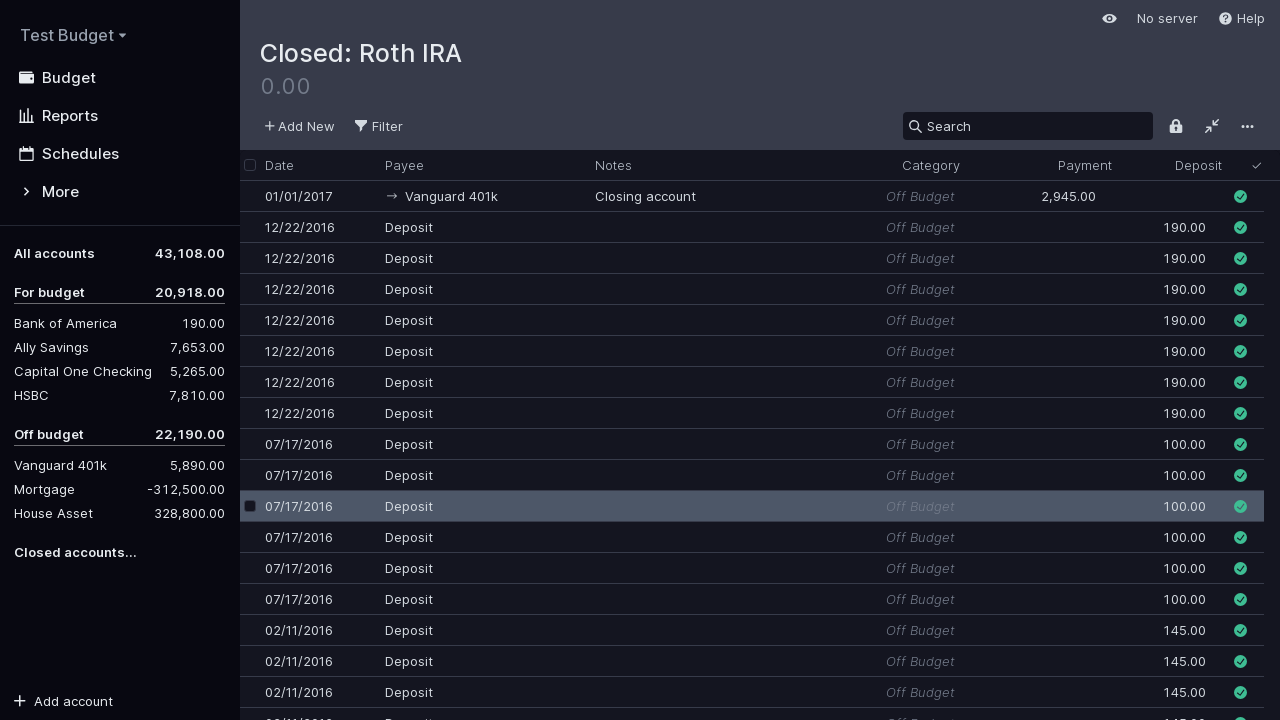 Test Budget
Budget
Reports
Schedules
More
All accounts 43,108.00
For budget 20,918.00
Bank of America 190.00
Ally Savings 7,653.00
Capital One Checking 5,265.00
HSBC 7,810.00
Off budget 22,190.00
Vanguard 401k 5,890.00
Mortgage -312,500.00
House Asset 328,800.00
Closed accounts...
Add account
No server Help
Closed: Roth IRA
0.00
Add New Filter Search
Date Payee Notes Category Payment Deposit
01/01/2017 → Vanguard 401k Closing account Off Budget 2,945.00
12/22/2016 Deposit Off Budget 190.00
12/22/2016 Deposit Off Budget 190.00
12/22/2016 Deposit Off Budget 190.00
12/22/2016 Deposit Off Budget 190.00
12/22/2016 Deposit Off Budget 190.00
12/22/2016 Deposit Off Budget 190.00
12/22/2016 Deposit Off Budget 190.00
07/17/2016 Deposit Off Budget 100.00
07/17/2016 Deposit Off Budget 100.00
07/17/2016 Deposit Off Budget 100.00
07/17/2016 Deposit Off Budget 100.00
07/17/2016 Deposit Off Budget 100.00
07/17/2016 Deposit Off Budget 100.00
02/11/2016 Deposit Off Budget 145.00
02/11/2016 Deposit Off Budget 145.00
02/11/2016 Deposit Off Budget 145.00